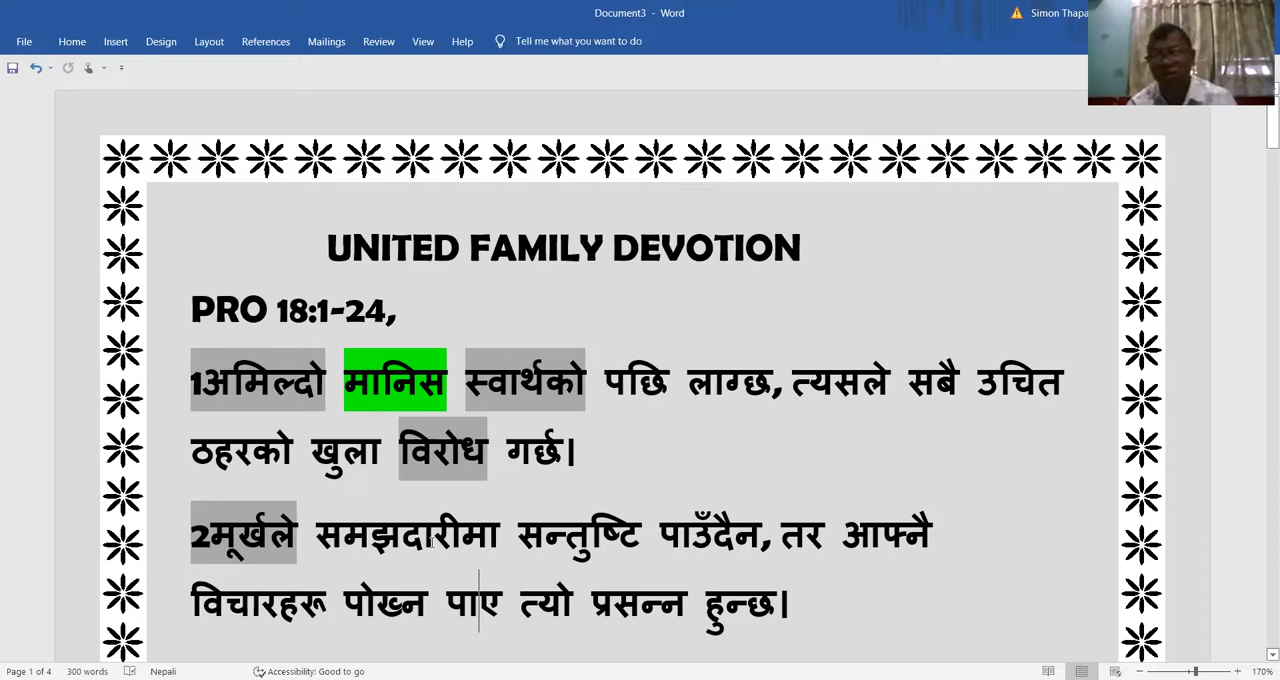 Document3 - Word
Simon Thapa
File Home Insert Design Layout References Mailings Review View Help Tell me what you want to do
UNITED FAMILY DEVOTION
PRO 18:1-24,
1अमिल्दो मानिस स्वार्थको पछि लाग्छ, त्यसले सबै उचित
ठहरको खुला विरोध गर्छ।
2मूर्खले समझदारीमा सन्तुष्टि पाउँदैन, तर आफ्नै
विचारहरू पोख्न पाए त्यो प्रसन्न हुन्छ।
Page 1 of 4 300 words Nepali Accessibility: Good to go 170%